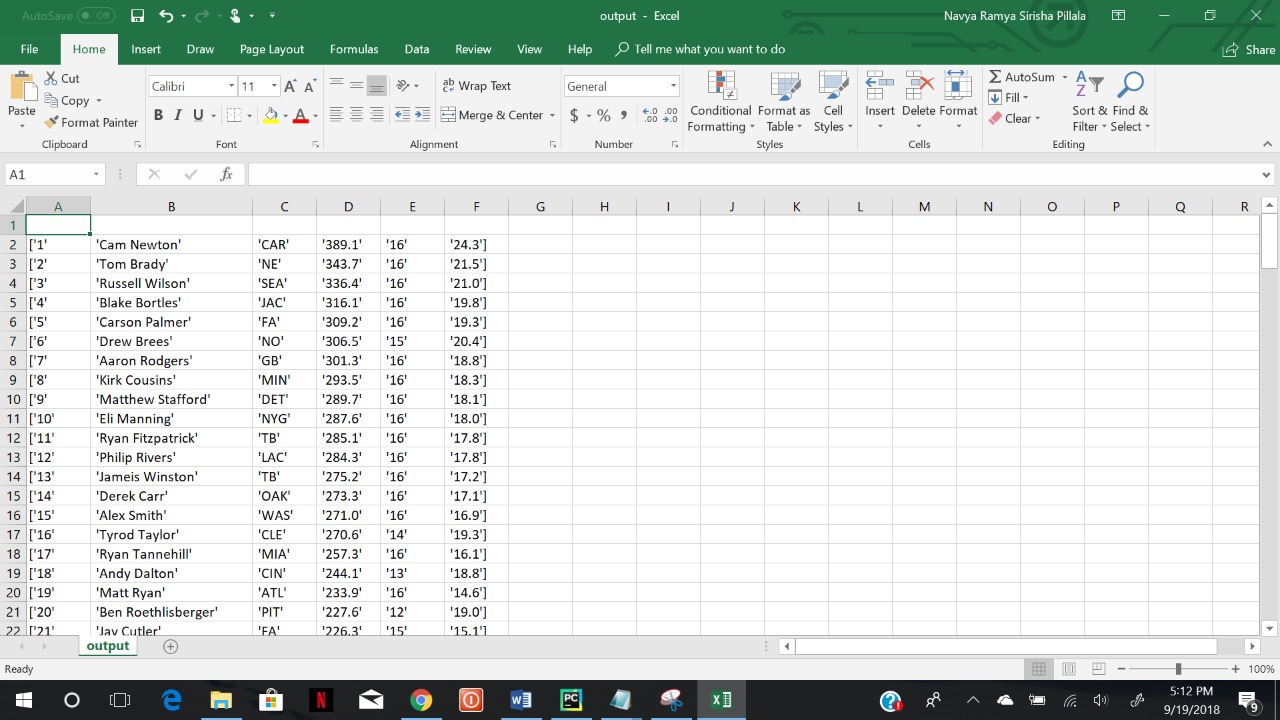 AutoSave Off output - Excel Navya Ramya Sirisha Pillala
File Home Insert Draw Page Layout Formulas Data Review View Help Tell me what you want to do Share
Paste Cut Copy Format Painter
Calibri 11 A A Wrap Text General Conditional Formatting Format as Table Cell Styles Insert Delete Format AutoSum Fill Clear Sort & Filter Find & Select
B I U A Merge & Center $ % ,
Clipboard Font Alignment Number Styles Cells Editing
A1 fx
A B C D E F G H I J K L M N O P Q R
1
2 ['1' 'Cam Newton' 'CAR' '389.1' '16' '24.3']
3 ['2' 'Tom Brady' 'NE' '343.7' '16' '21.5']
4 ['3' 'Russell Wilson' 'SEA' '336.4' '16' '21.0']
5 ['4' 'Blake Bortles' 'JAC' '316.1' '16' '19.8']
6 ['5' 'Carson Palmer' 'FA' '309.2' '16' '19.3']
7 ['6' 'Drew Brees' 'NO' '306.5' '15' '20.4']
8 ['7' 'Aaron Rodgers' 'GB' '301.3' '16' '18.8']
9 ['8' 'Kirk Cousins' 'MIN' '293.5' '16' '18.3']
10 ['9' 'Matthew Stafford' 'DET' '289.7' '16' '18.1']
11 ['10' 'Eli Manning' 'NYG' '287.6' '16' '18.0']
12 ['11' 'Ryan Fitzpatrick' 'TB' '285.1' '16' '17.8']
13 ['12' 'Philip Rivers' 'LAC' '284.3' '16' '17.8']
14 ['13' 'Jameis Winston' 'TB' '275.2' '16' '17.2']
15 ['14' 'Derek Carr' 'OAK' '273.3' '16' '17.1']
16 ['15' 'Alex Smith' 'WAS' '271.0' '16' '16.9']
17 ['16' 'Tyrod Taylor' 'CLE' '270.6' '14' '19.3']
18 ['17' 'Ryan Tannehill' 'MIA' '257.3' '16' '16.1']
19 ['18' 'Andy Dalton' 'CIN' '244.1' '13' '18.8']
20 ['19' 'Matt Ryan' 'ATL' '233.9' '16' '14.6']
21 ['20' 'Ben Roethlisberger' 'PIT' '227.6' '12' '19.0']
22 ['21' 'Jay Cutler' 'FA' '226.3' '15' '15.1']
output
Ready 100%
5:12 PM
9/19/2018 9